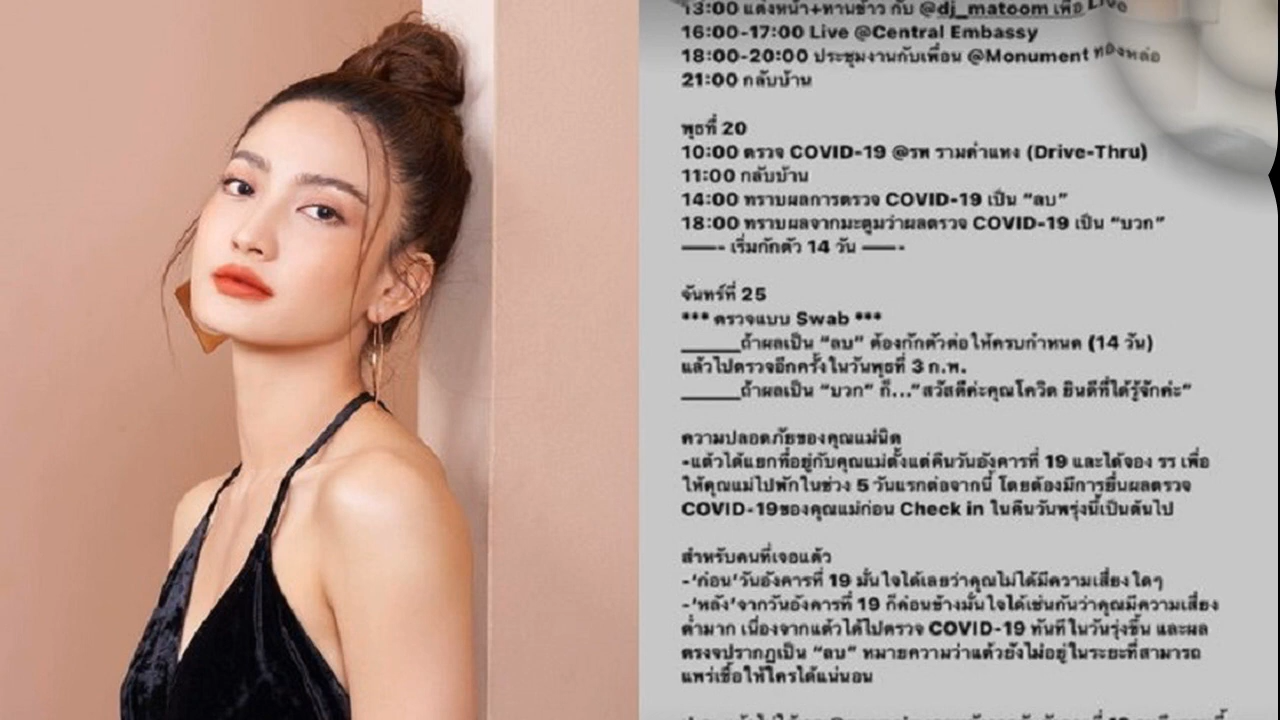 13:00 แต่งหน้า+ทานข้าว กับ @dj_matoom เพื่อ Live
16:00-17:00 Live @Central Embassy
18:00-20:00 ประชุมงานกับเพื่อน @Monument ทองหล่อ
21:00 กลับบ้าน
พุธที่ 20
10:00 ตรวจ COVID-19 @รพ รามคำแหง (Drive-Thru)
11:00 กลับบ้าน
14:00 ทราบผลการตรวจ COVID-19 เป็น “ลบ”
18:00 ทราบผลจากมะตูมว่าผลตรวจ COVID-19 เป็น “บวก”
——- เริ่มกักตัว 14 วัน ——-
จันทร์ที่ 25
*** ตรวจแบบ Swab ***
______ถ้าผลเป็น “ลบ” ต้องกักตัวต่อให้ครบกำหนด (14 วัน)
แล้วไปตรวจอีกครั้งในวันพุธที่ 3 ก.พ.
______ถ้าผลเป็น “บวก” ก็...”สวัสดีค่ะคุณโควิด ยินดีที่ได้รู้จักค่ะ”
ความปลอดภัยของคุณแม่นิด
-แต้วได้แยกที่อยู่กับคุณแม่ตั้งแต่คืนวันอังคารที่ 19 และได้จอง รร เพื่อ
ให้คุณแม่ไปพักในช่วง 5 วันแรกต่อจากนี้ โดยต้องมีการยื่นผลตรวจ
COVID-19ของคุณแม่ก่อน Check in ในคืนวันพรุ่งนี้เป็นต้นไป
สำหรับคนที่เจอแต้ว
-‘ก่อน’วันอังคารที่ 19 มั่นใจได้เลยว่าคุณไม่ได้มีความเสี่ยงใดๆ
-‘หลัง’จากวันอังคารที่ 19 ก็ค่อนข้างมั่นใจได้เช่นกันว่าคุณมีความเสี่ยง
ต่ำมาก เนื่องจากแต้วได้ไปตรวจ COVID-19 ทันทีในวันรุ่งขึ้น และผล
ตรงจปรากฏเป็น “ลบ” หมายความว่าแต้วยังไม่อยู่ในระยะที่สามารถ
แพร่เชื้อให้ใครได้แน่นอน